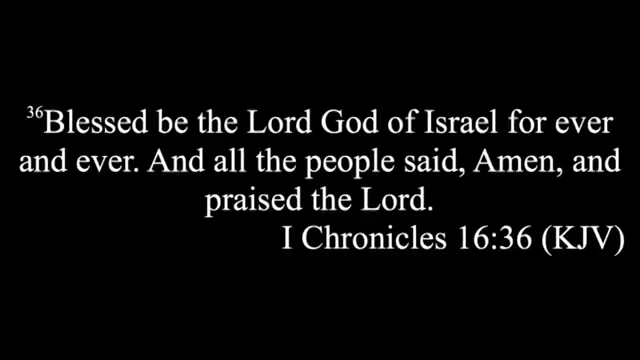 36Blessed be the Lord God of Israel for ever
and ever. And all the people said, Amen, and
praised the Lord.
I Chronicles 16:36 (KJV)